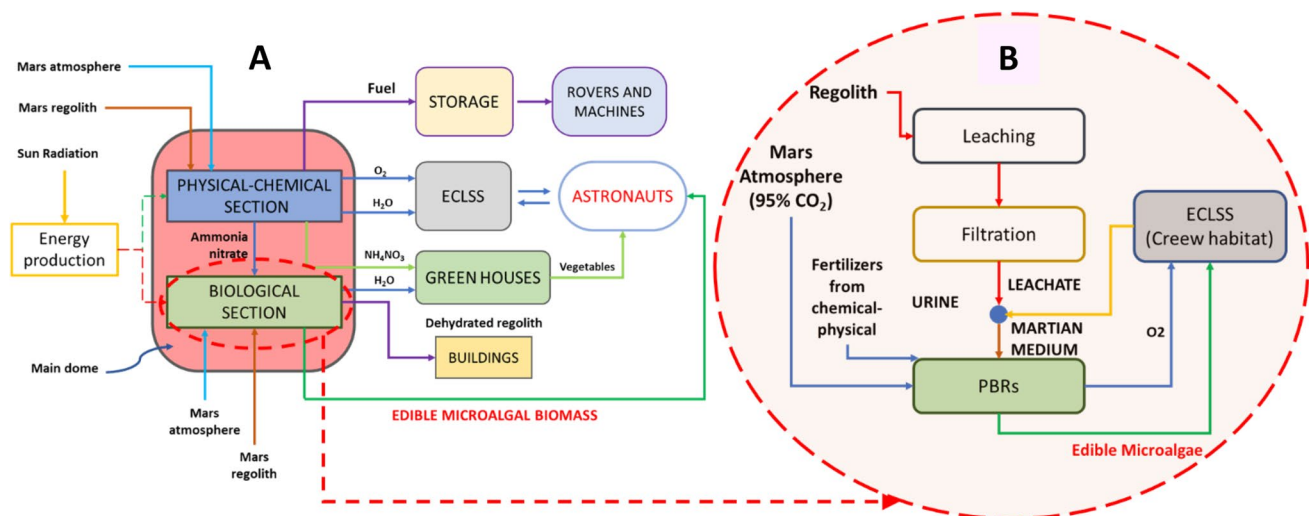 A
Mars atmosphere
Mars regolith
Sun Radiation
Energy
production
Main dome
PHYSICAL-CHEMICAL
SECTION
Ammonia
nitrate
BIOLOGICAL
SECTION
Mars
atmosphere
Mars
regolith
Fuel
STORAGE
ROVERS AND
MACHINES
O₂
H₂O
ECLSS
ASTRONAUTS
NH₄NO₃
H₂O
GREEN HOUSES
Vegetables
Dehydrated regolith
BUILDINGS
EDIBLE MICROALGAL BIOMASS
B
Regolith
Leaching
Mars
Atmosphere
(95% CO₂)
Filtration
ECLSS
(Creew habitat)
Fertilizers
from
chemical-
physical
URINE
LEACHATE
MARTIAN
MEDIUM
O2
PBRs
Edible Microalgae